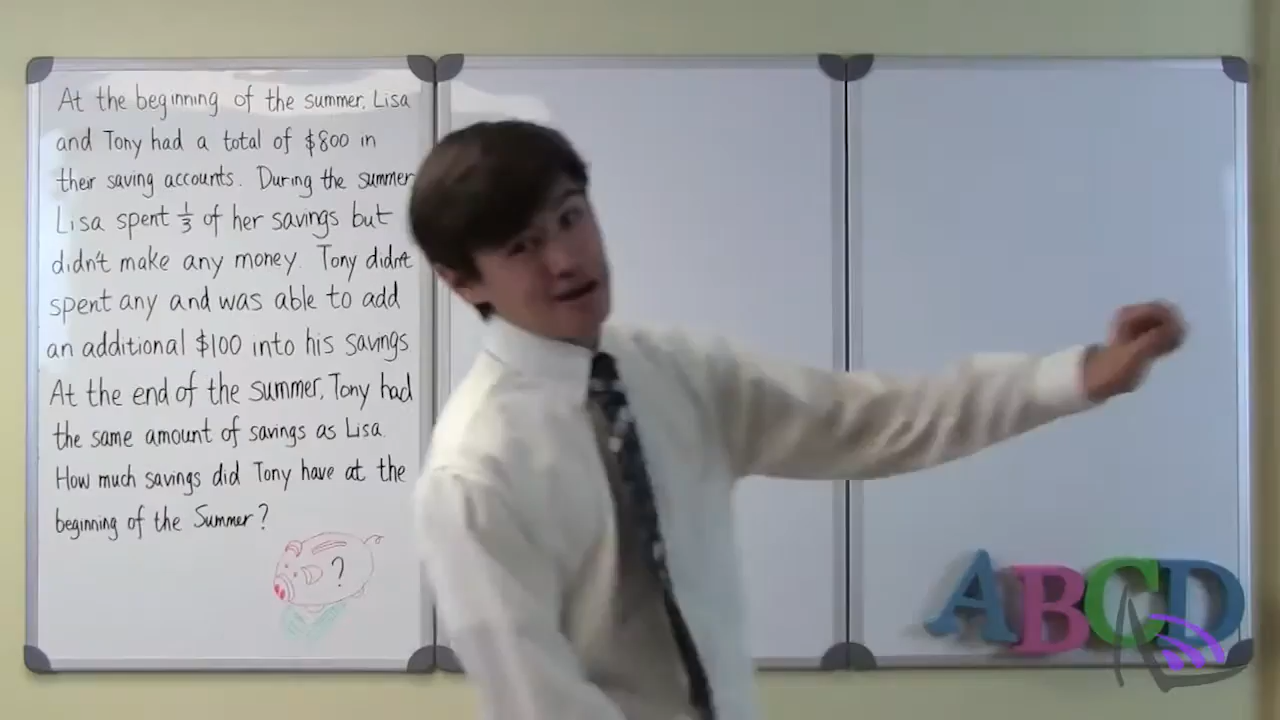 At the beginning of the summer, Lisa
and Tony had a total of $800 in
their saving accounts. During the summer
Lisa spent 1/3 of her savings but
didn't make any money. Tony didn't
spent any and was able to add
an additional $100 into his savings
At the end of the summer, Tony had
the same amount of savings as Lisa.
How much savings did Tony have at the
beginning of the Summer?
?
ABCD